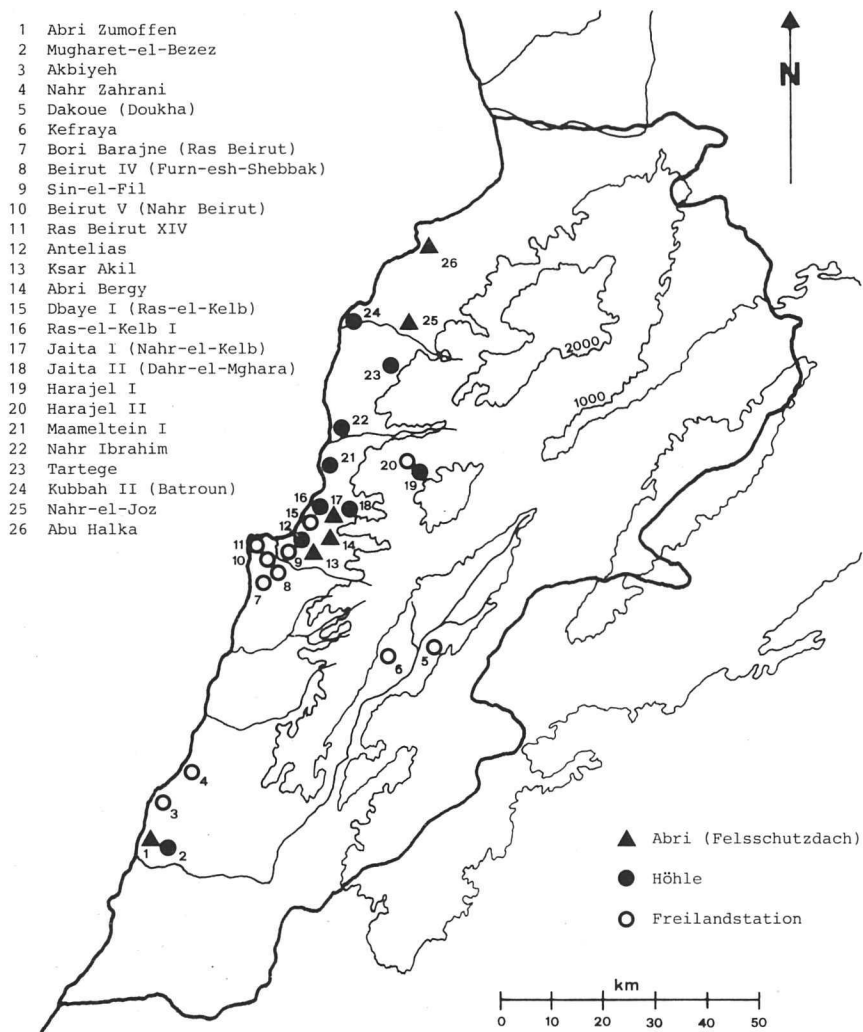 1 Abri Zumoffen
2 Mugharet-el-Bezez
3 Akbiyeh
4 Nahr Zahrani
5 Dakoue (Doukha)
6 Kefraya
7 Bori Barajne (Ras Beirut)
8 Beirut IV (Furn-esh-Shebbak)
9 Sin-el-Fil
10 Beirut V (Nahr Beirut)
11 Ras Beirut XIV
12 Antelias
13 Ksar Akil
14 Abri Bergy
15 Dbaye I (Ras-el-Kelb)
16 Ras-el-Kelb I
17 Jaita I (Nahr-el-Kelb)
18 Jaita II (Dahr-el-Mghara)
19 Harajel I
20 Harajel II
21 Maameltein I
22 Nahr Ibrahim
23 Tartege
24 Kubbah II (Batroun)
25 Nahr-el-Joz
26 Abu Halka
N
26
24
25
2000
23
1000
22
20
21
19
16 17 18
15
12
14
11
9
13
10
8
7
6
5
4
3
1
2
Abri (Felsschutzdach)
Höhle
Freilandstation
km
0 10 20 30 40 50